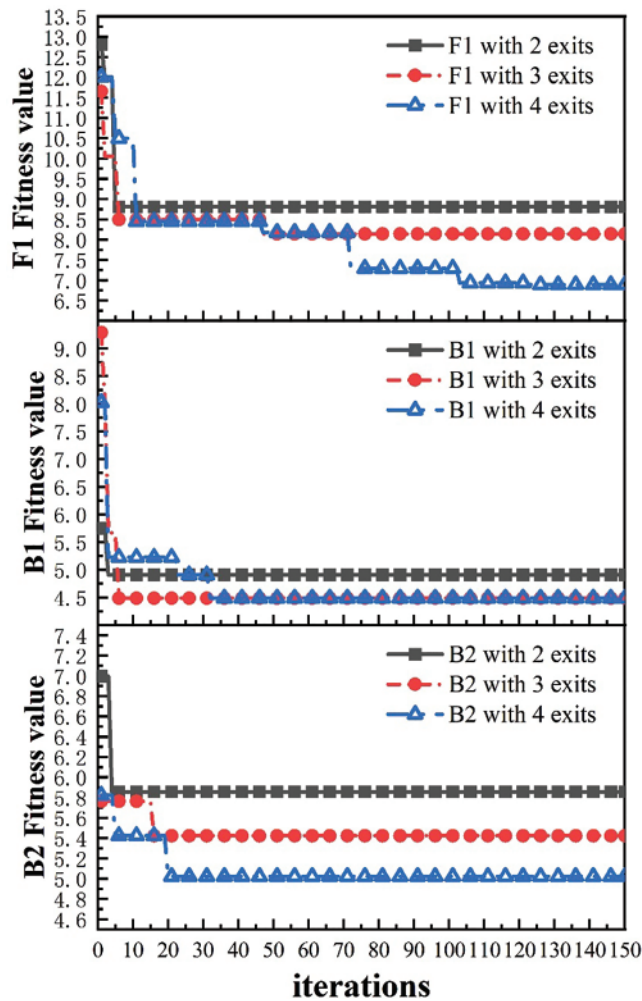 13.5
13.0
12.5
12.0
11.5
11.0
10.5
10.0
9.5
9.0
8.5
8.0
7.5
7.0
6.5
F1 Fitness value
F1 with 2 exits
F1 with 3 exits
F1 with 4 exits
9.0
8.5
8.0
7.5
7.0
6.5
6.0
5.5
5.0
4.5
B1 Fitness value
B1 with 2 exits
B1 with 3 exits
B1 with 4 exits
7.4
7.2
7.0
6.8
6.6
6.4
6.2
6.0
5.8
5.6
5.4
5.2
5.0
4.8
4.6
B2 Fitness value
B2 with 2 exits
B2 with 3 exits
B2 with 4 exits
0 10 20 30 40 50 60 70 80 90 100 110 120 130 140 150
iterations